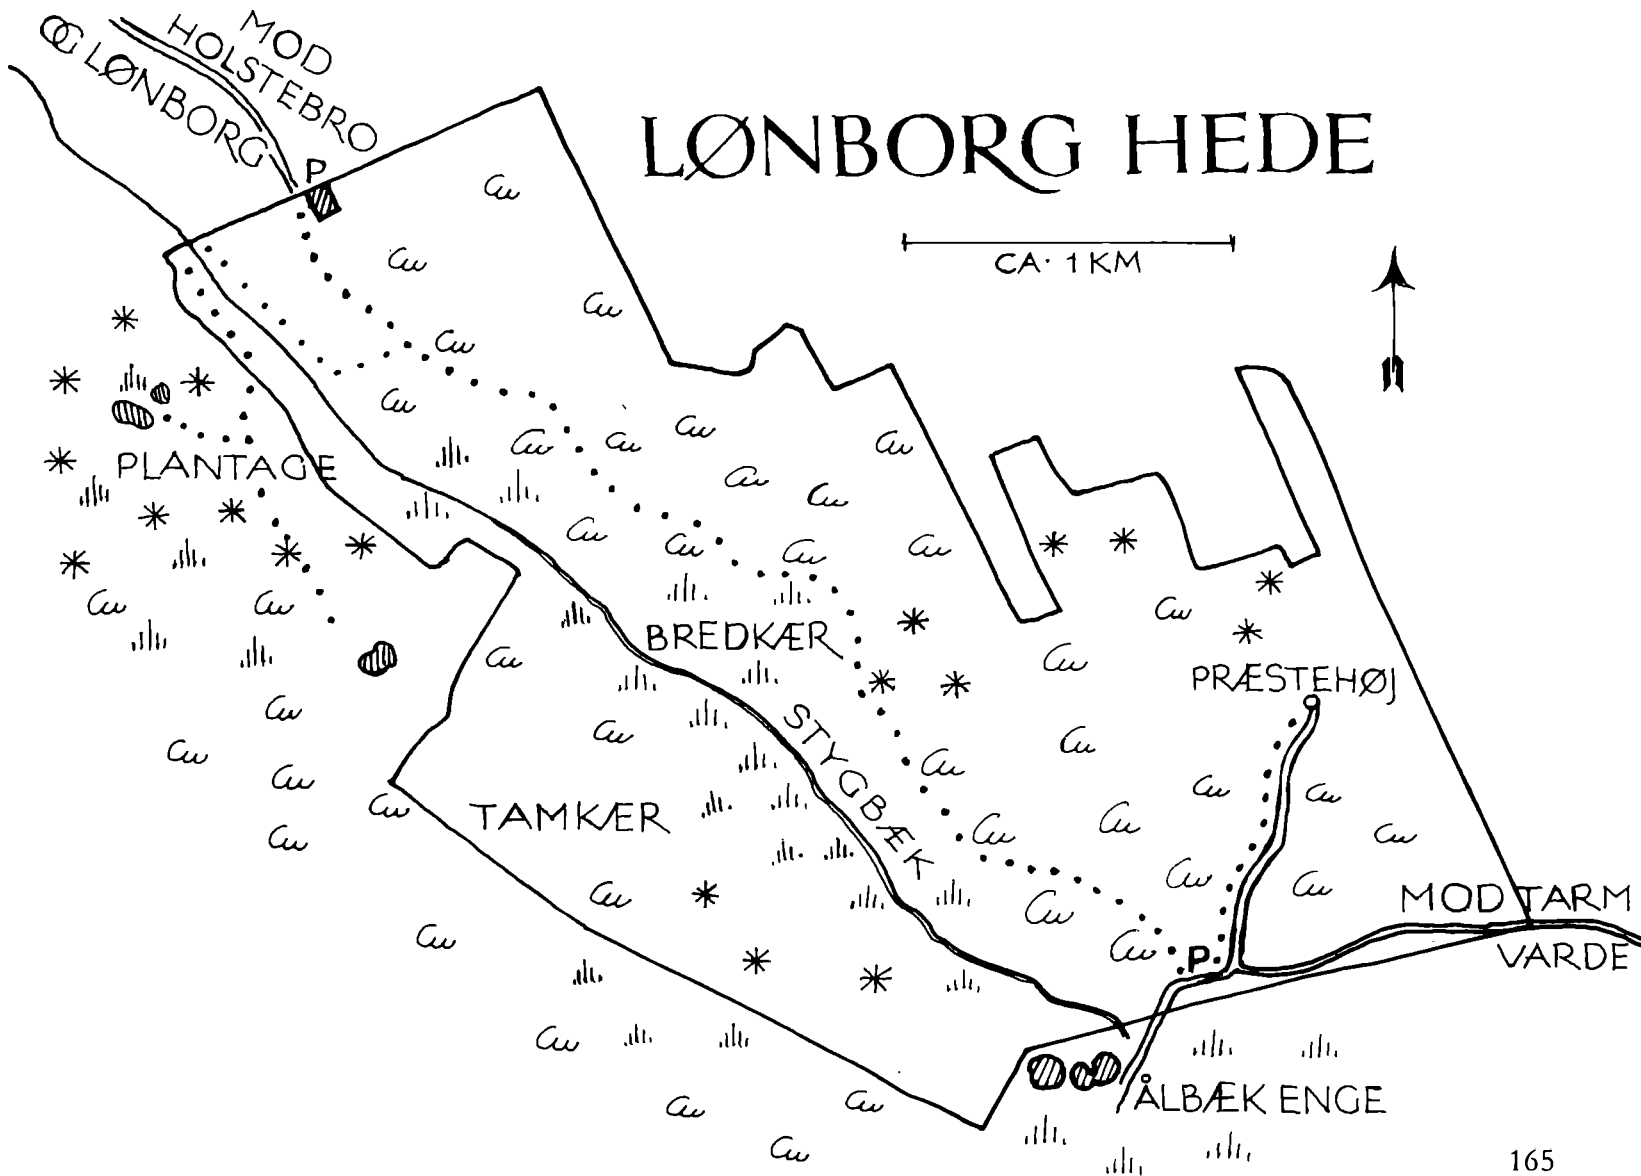 MOD
HOLSTEBRO
OG LØNBORG
P
LØNBORG HEDE
CA. 1 KM
PLANTAGE
BREDKÆR
PRÆSTEHØJ
STYGBÆK
TAMKÆR
MOD TARM
VARDE
P
ÅLBÆK ENGE
165